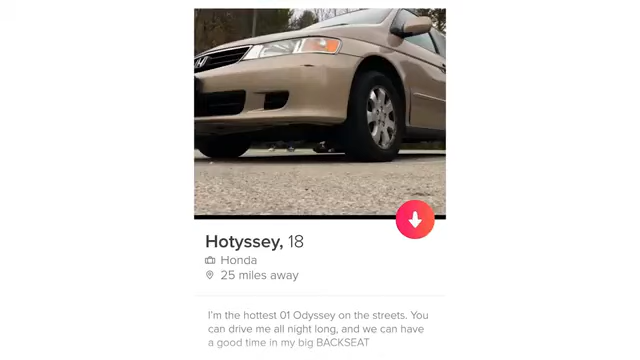 Hotyssey, 18
Honda
25 miles away
I'm the hottest 01 Odyssey on the streets. You
can drive me all night long, and we can have
a good time in my big BACKSEAT